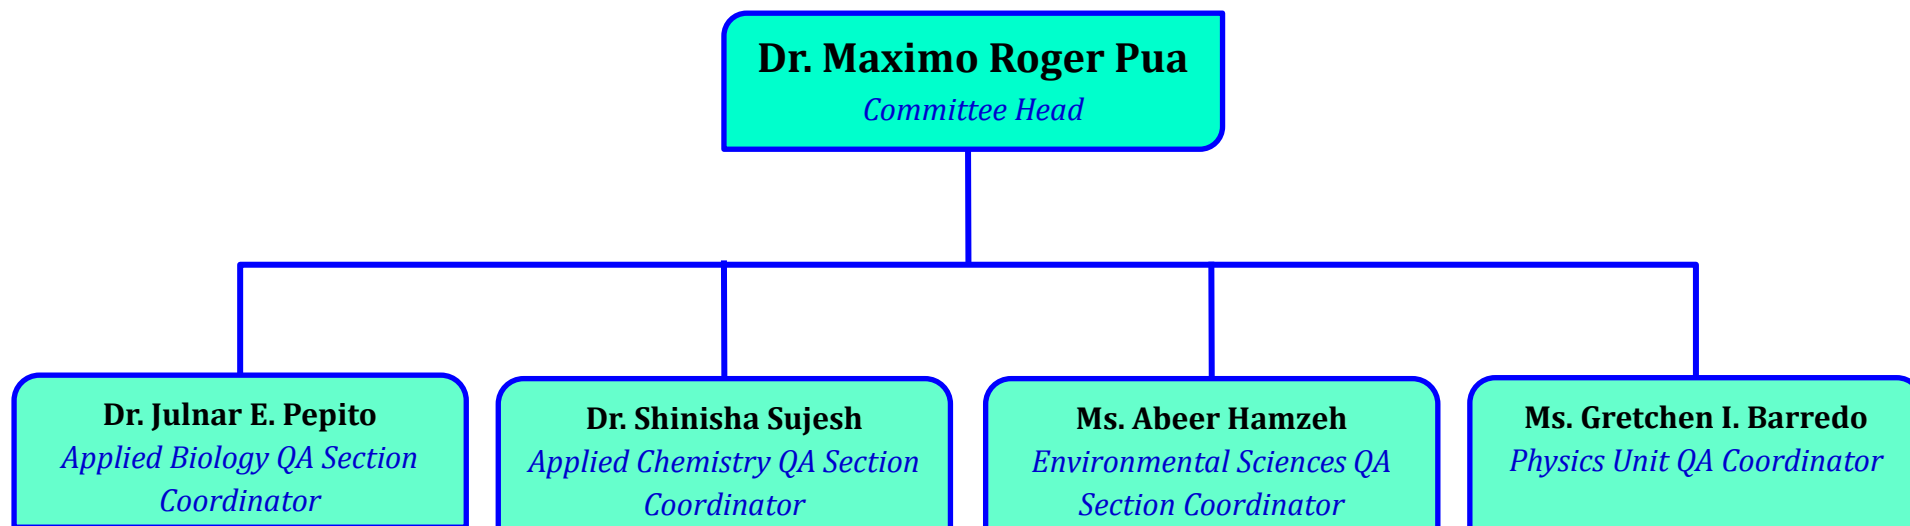 Dr. Maximo Roger Pua
Committee Head
Dr. Julnar E. Pepito
Applied Biology QA Section
Coordinator
Dr. Shinisha Sujesh
Applied Chemistry QA Section
Coordinator
Ms. Abeer Hamzeh
Environmental Sciences QA
Section Coordinator
Ms. Gretchen I. Barredo
Physics Unit QA Coordinator